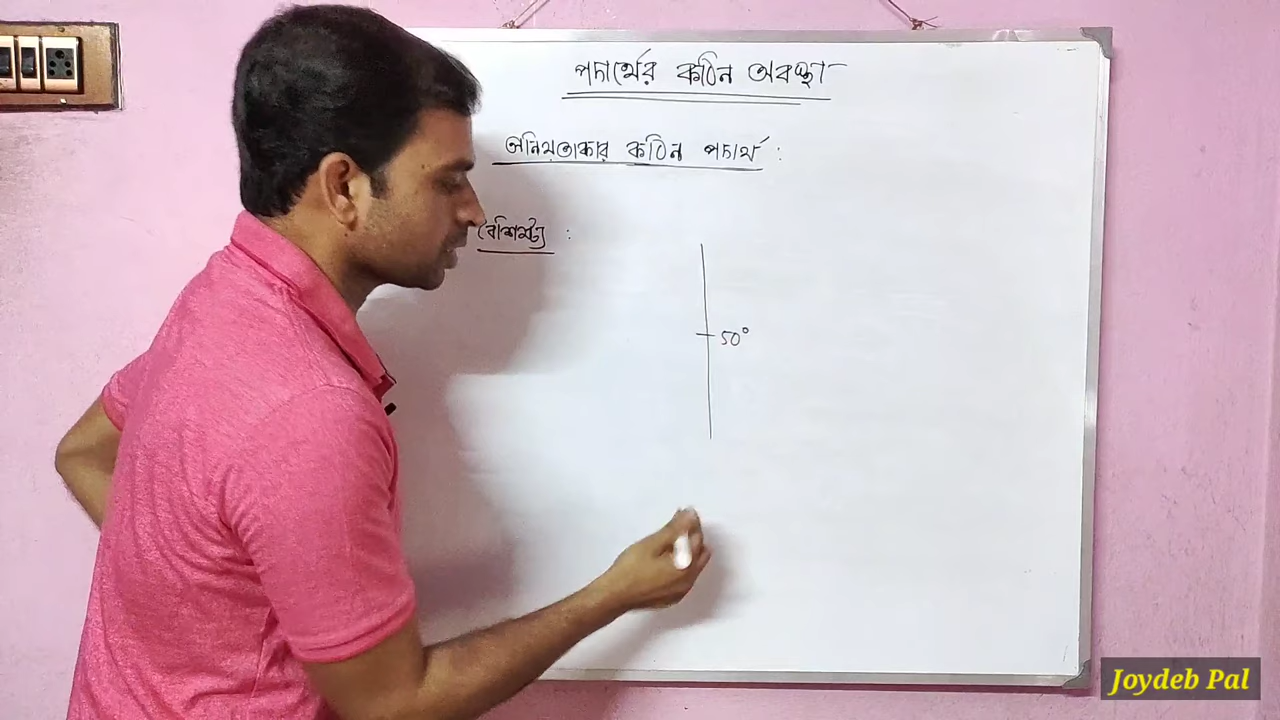 পদার্থের কঠিন অবস্থা
অনিয়তাকার কঠিন পদার্থ :
বৈশিষ্ট্য :
50°
Joydeb Pal